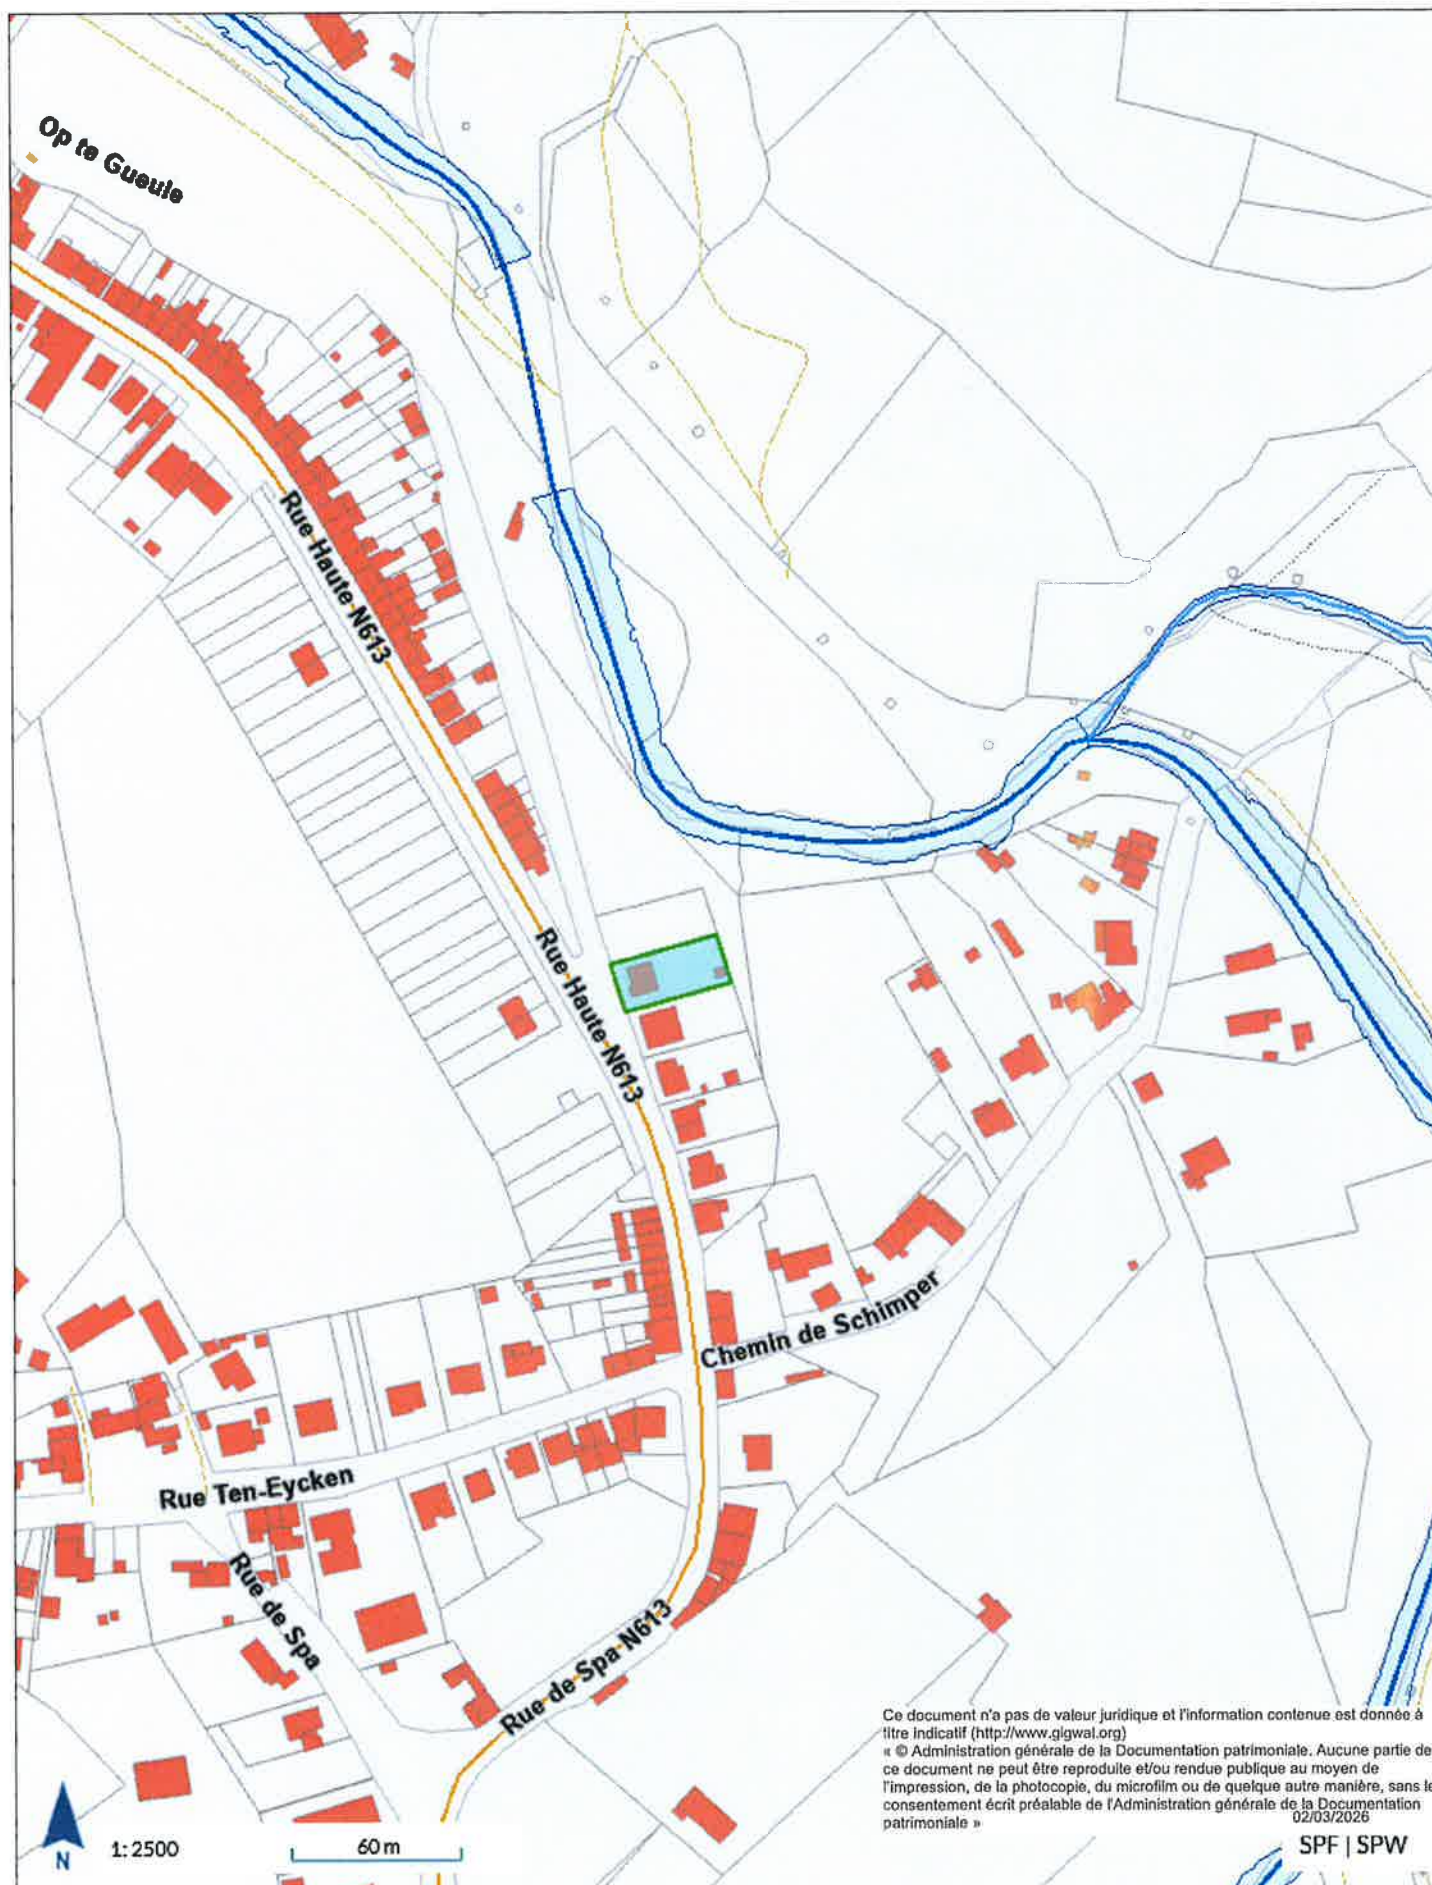 Op te Gueule
Rue Haute N613
Rue Haute N613
Chemin de Schimper
Rue Ten-Eycken
Rue de Spa
Rue de Spa N613
Ce document n'a pas de valeur juridique et l'information contenue est donnée à
titre indicatif (http://www.gigwal.org)
« © Administration générale de la Documentation patrimoniale. Aucune partie de
ce document ne peut être reproduite et/ou rendue publique au moyen de
l'impression, de la photocopie, du microfilm ou de quelque autre manière, sans le
consentement écrit préalable de l'Administration générale de la Documentation
patrimoniale »
02/03/2026
N
1: 2500
60 m
SPF | SPW